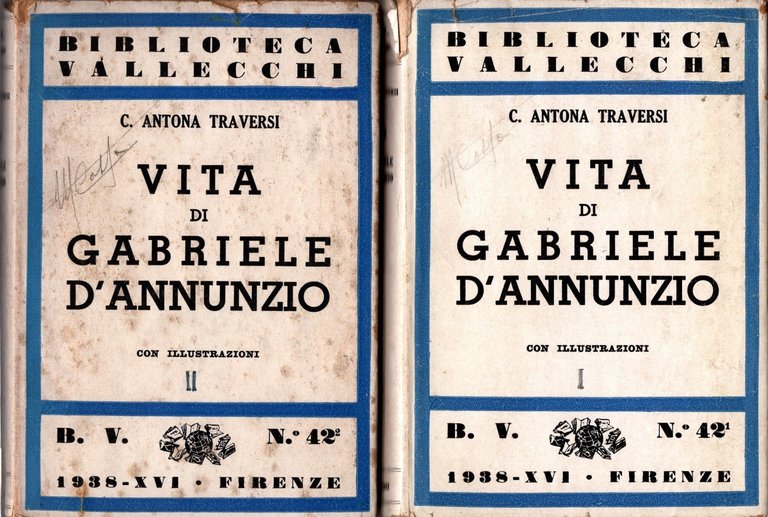 BIBLIOTECA
VALLECCHI
C. ANTONA TRAVERSI
VITA
DI
GABRIELE
D'ANNUNZIO
CON ILLUSTRAZIONI
II
B. V. N.º 42²
1938-XVI • FIRENZE
BIBLIOTECA
VALLECCHI
C. ANTONA TRAVERSI
VITA
DI
GABRIELE
D'ANNUNZIO
CON ILLUSTRAZIONI
I
B. V. N.º 42¹
1938-XVI • FIRENZE